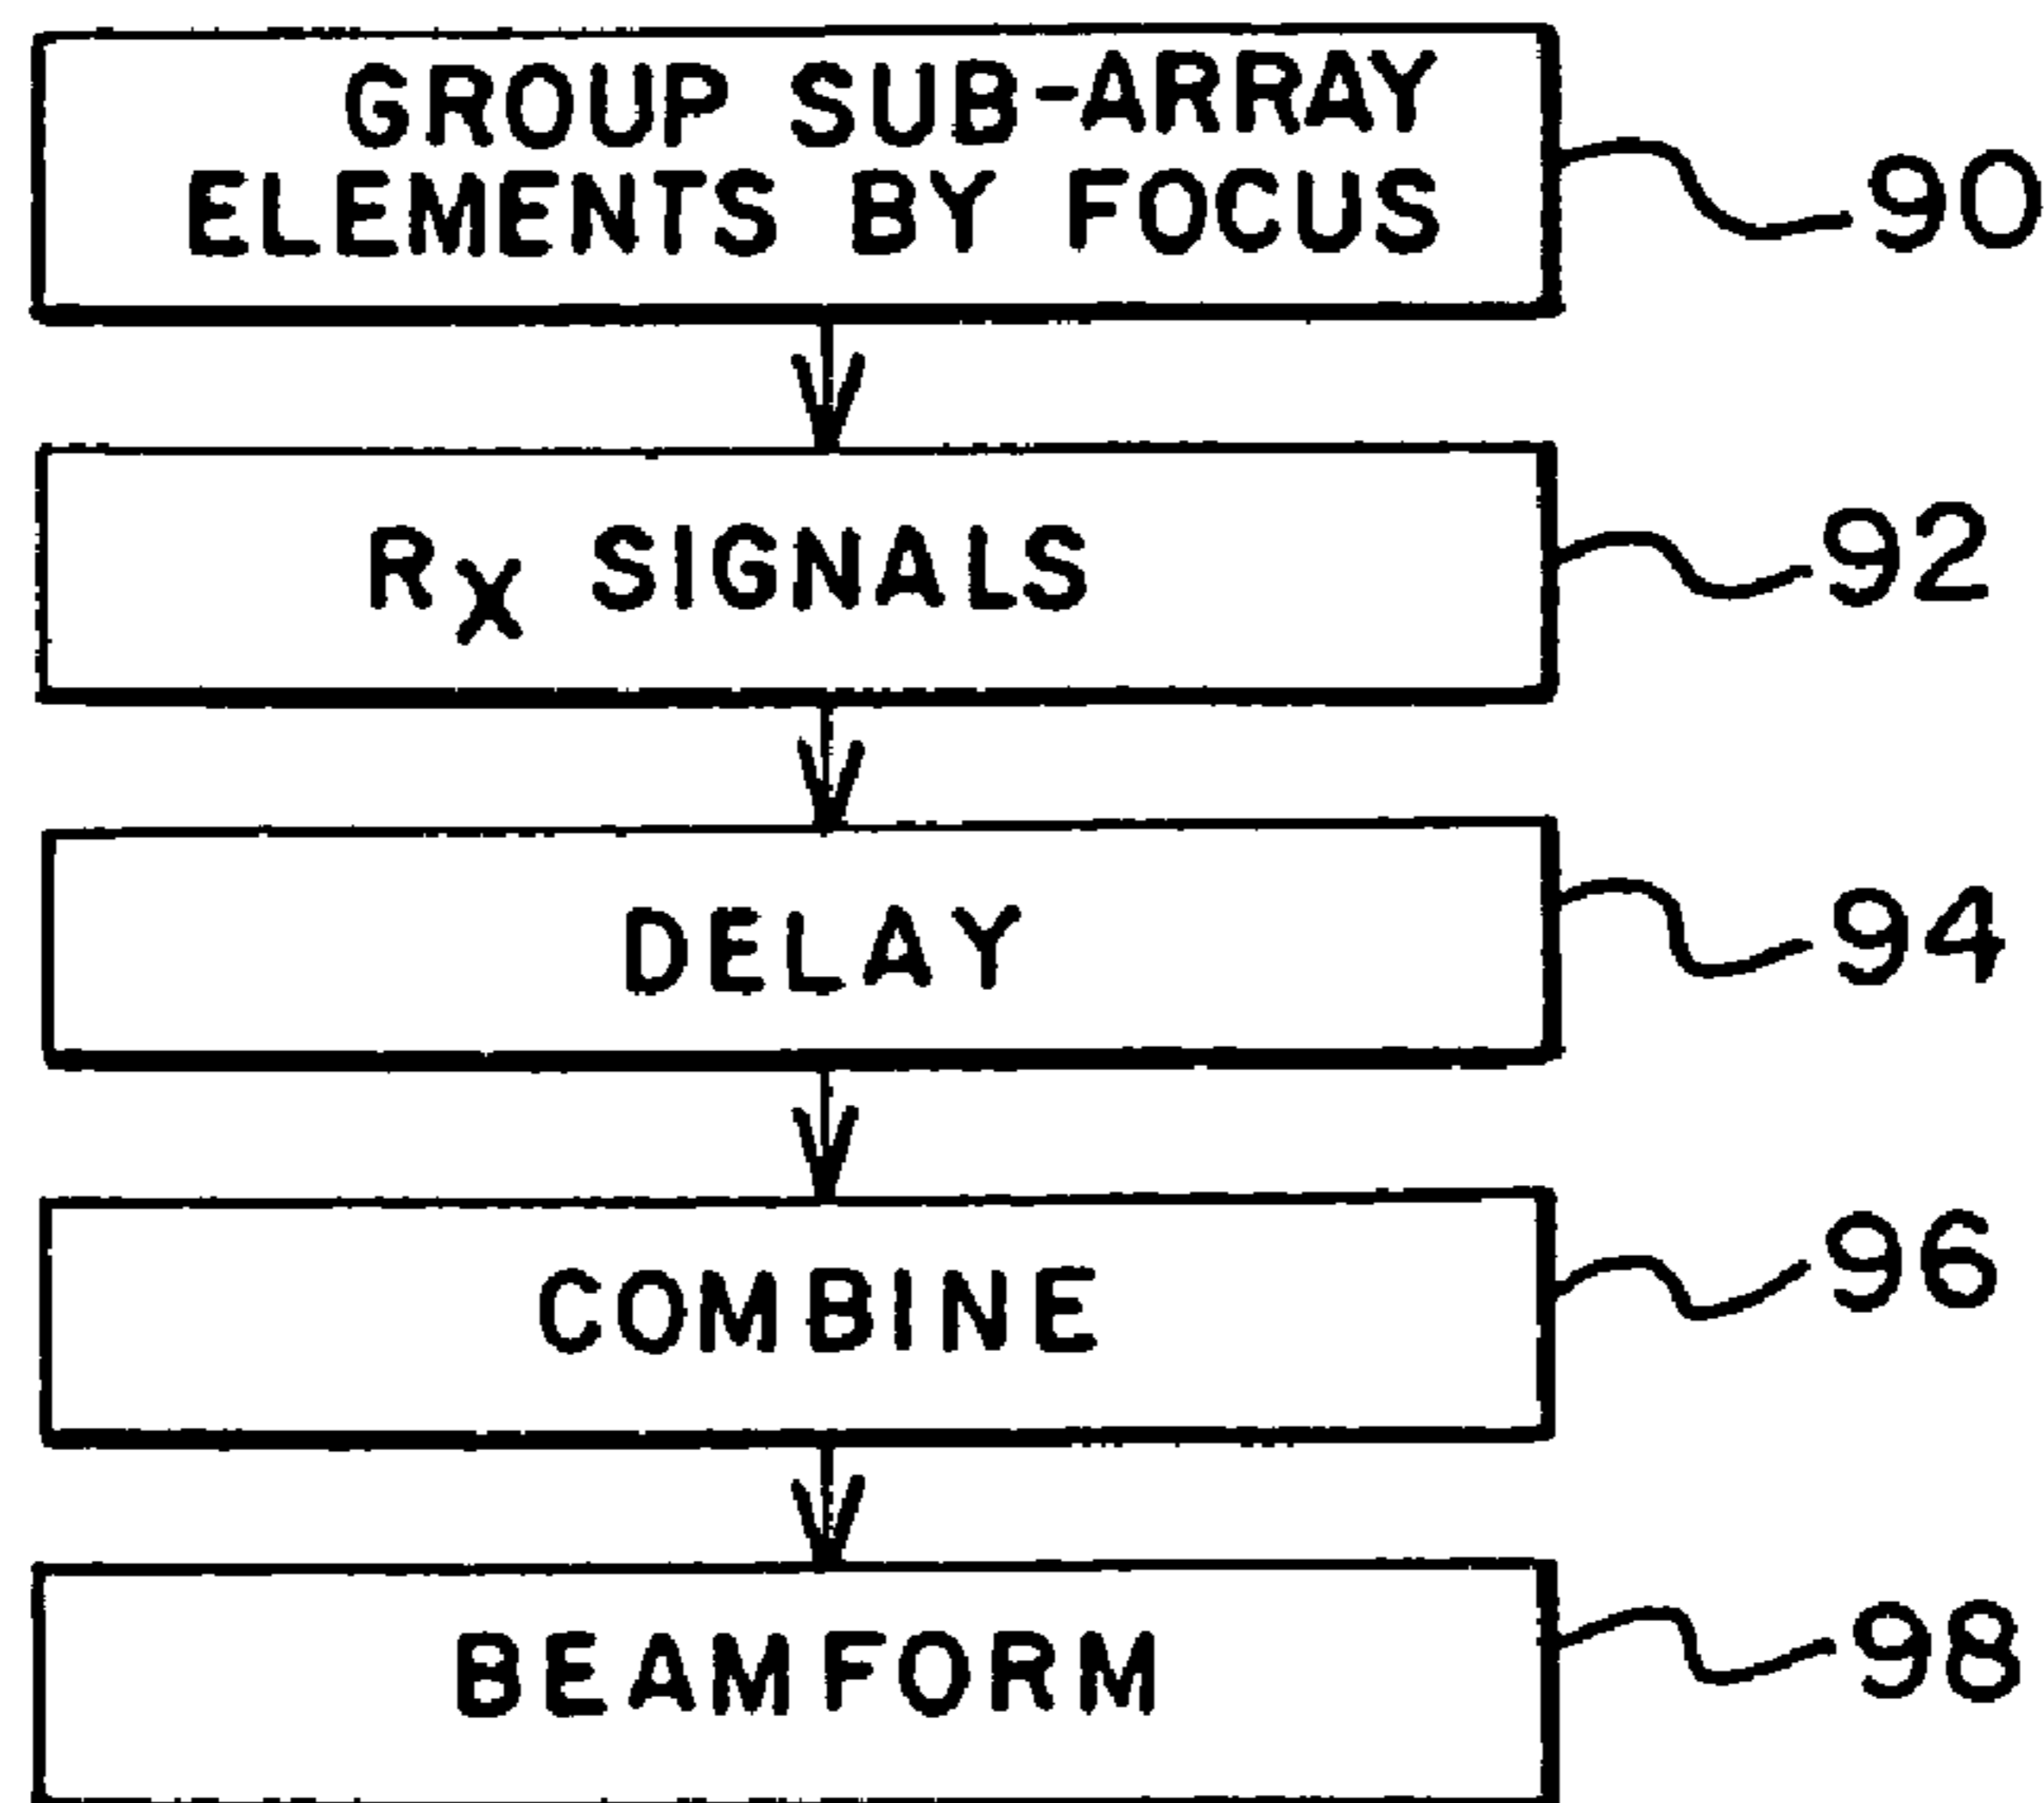 GROUP SUB-ARRAY
ELEMENTS BY FOCUS
90
RX SIGNALS
92
DELAY
94
COMBINE
96
BEAMFORM
98